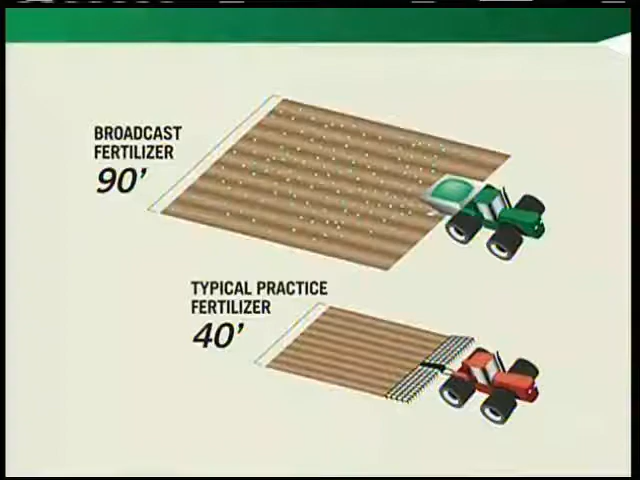 BROADCAST
FERTILIZER
90'
TYPICAL PRACTICE
FERTILIZER
40'